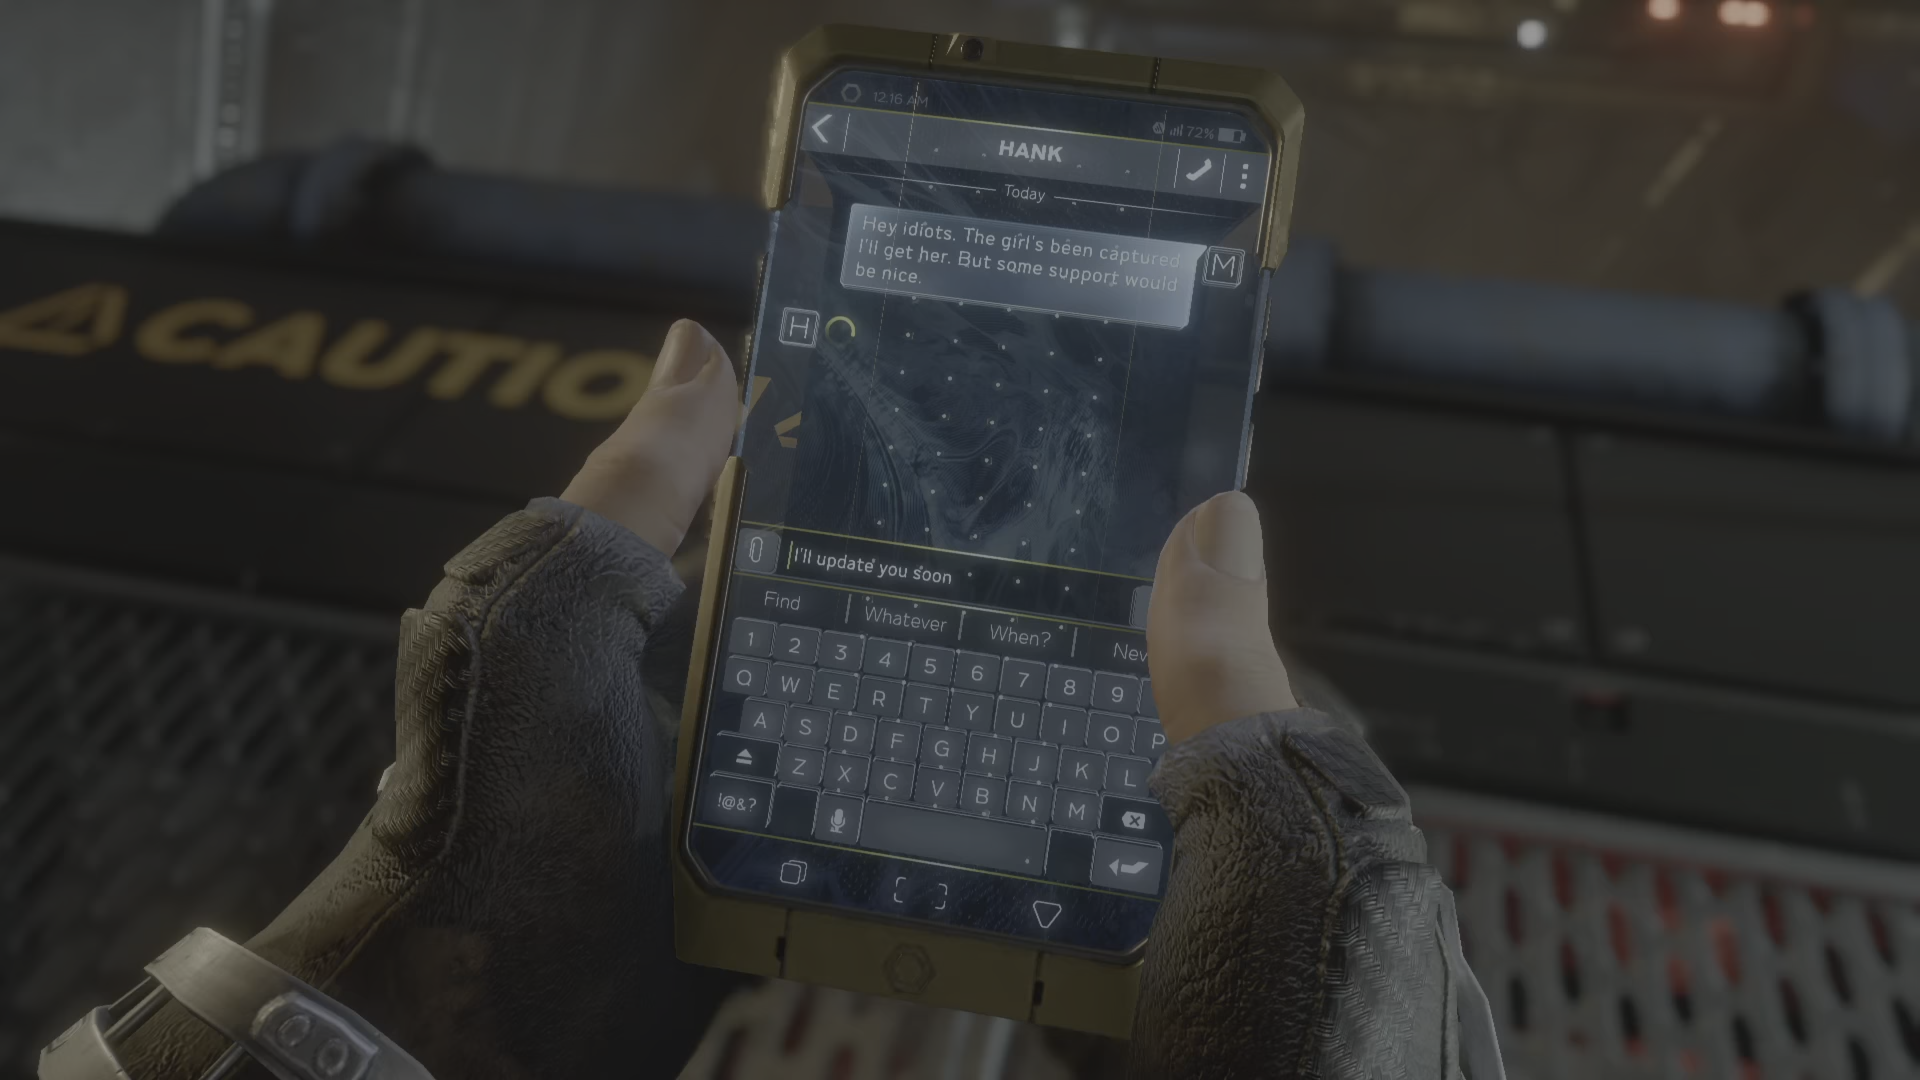 12:16 AM
72%
HANK
Today
Hey idiots. The girl's been captured
I'll get her. But some support would
be nice.
M
H
CAUTIO
I'll update you soon
Find Whatever When? Nev
1 2 3 4 5 6 7 8 9
Q W E R T Y U I O P
A S D F G H J K L
Z X C V B N M
!@&?